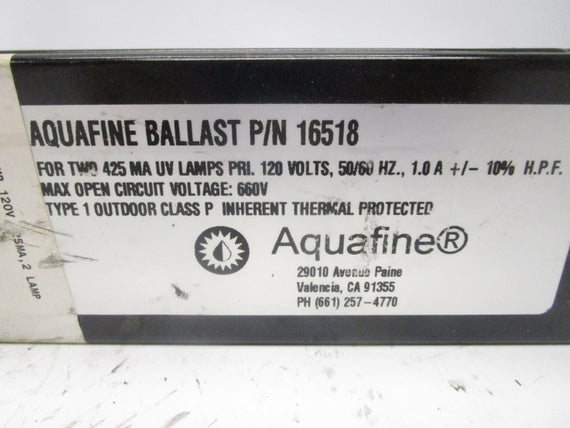 AQUAFINE BALLAST P/N 16518
FOR TWO 425 MA UV LAMPS PRI. 120 VOLTS, 50/60 HZ., 1.0 A +/- 10% H.P.F.
MAX OPEN CIRCUIT VOLTAGE: 660V
TYPE 1 OUTDOOR CLASS P INHERENT THERMAL PROTECTED
Aquafine®
29010 Avenue Paine
Valencia, CA 91355
PH (661) 257-4770
120V 25MA, 2 LAMP